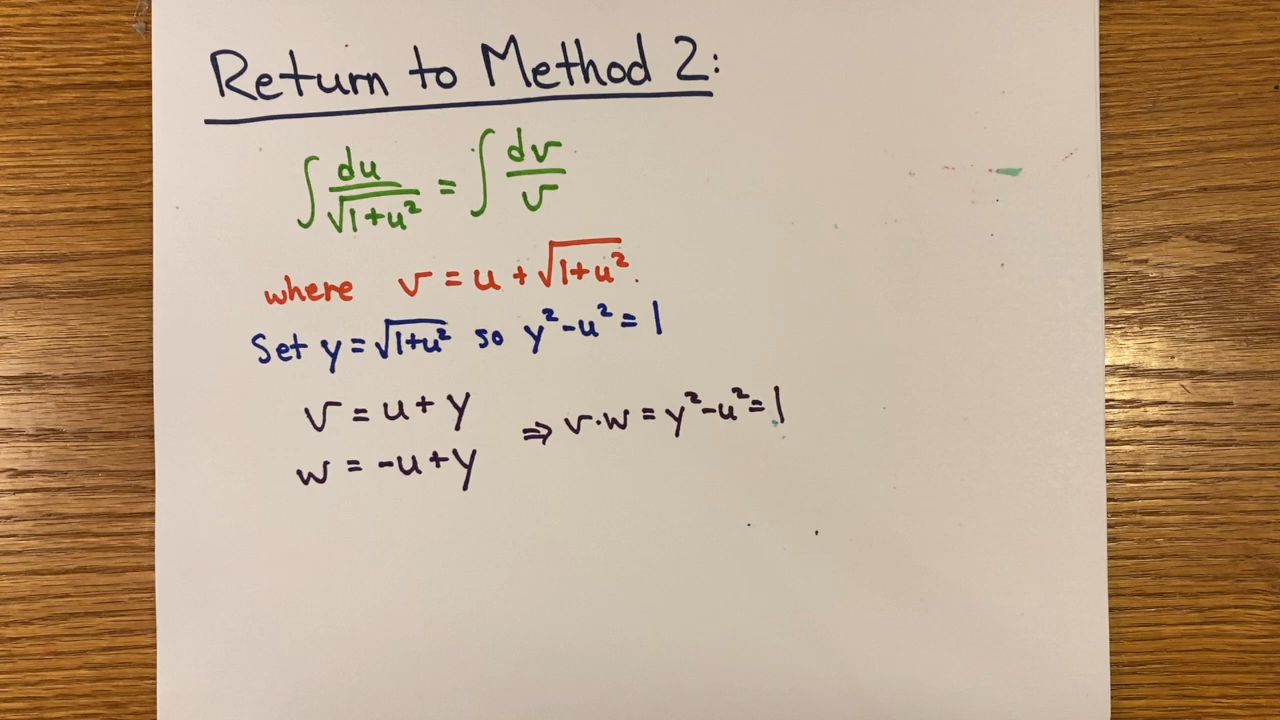 Return to Method 2:
∫ du/√(1+u²) = ∫ dv/v
where v = u + √(1+u²).
Set y = √(1+u²) so y² - u² = 1
v = u + y
w = -u + y
⇒ v·w = y² - u² = 1